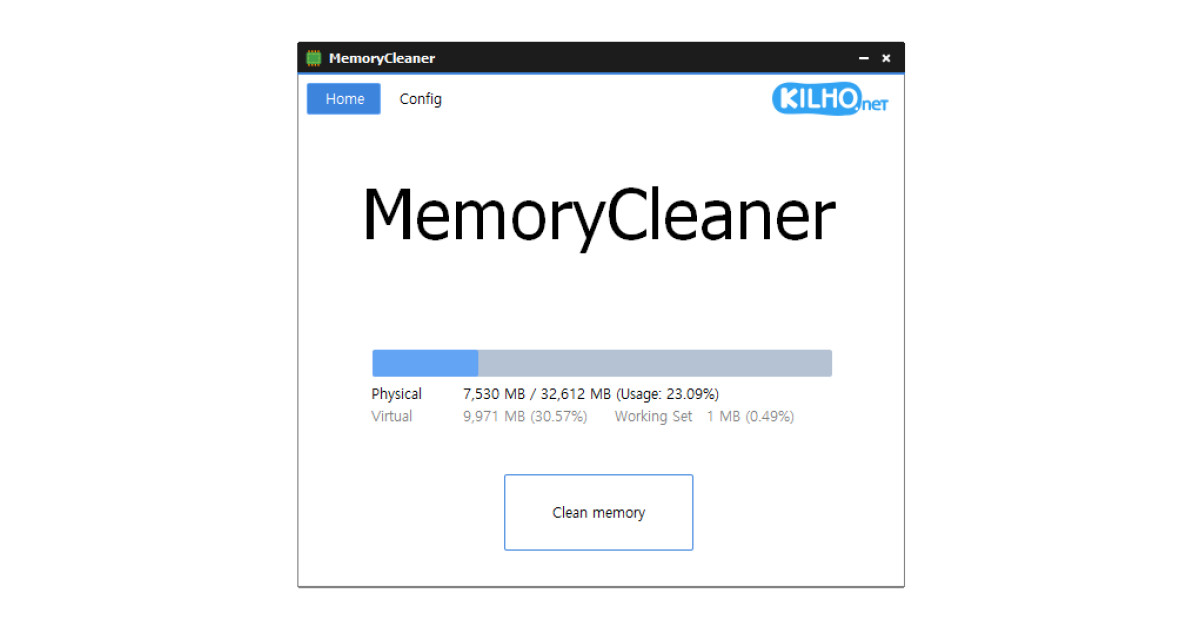 MemoryCleaner
Home Config KILHO.net
MemoryCleaner
Physical 7,530 MB / 32,612 MB (Usage: 23.09%)
Virtual 9,971 MB (30.57%) Working Set 1 MB (0.49%)
Clean memory